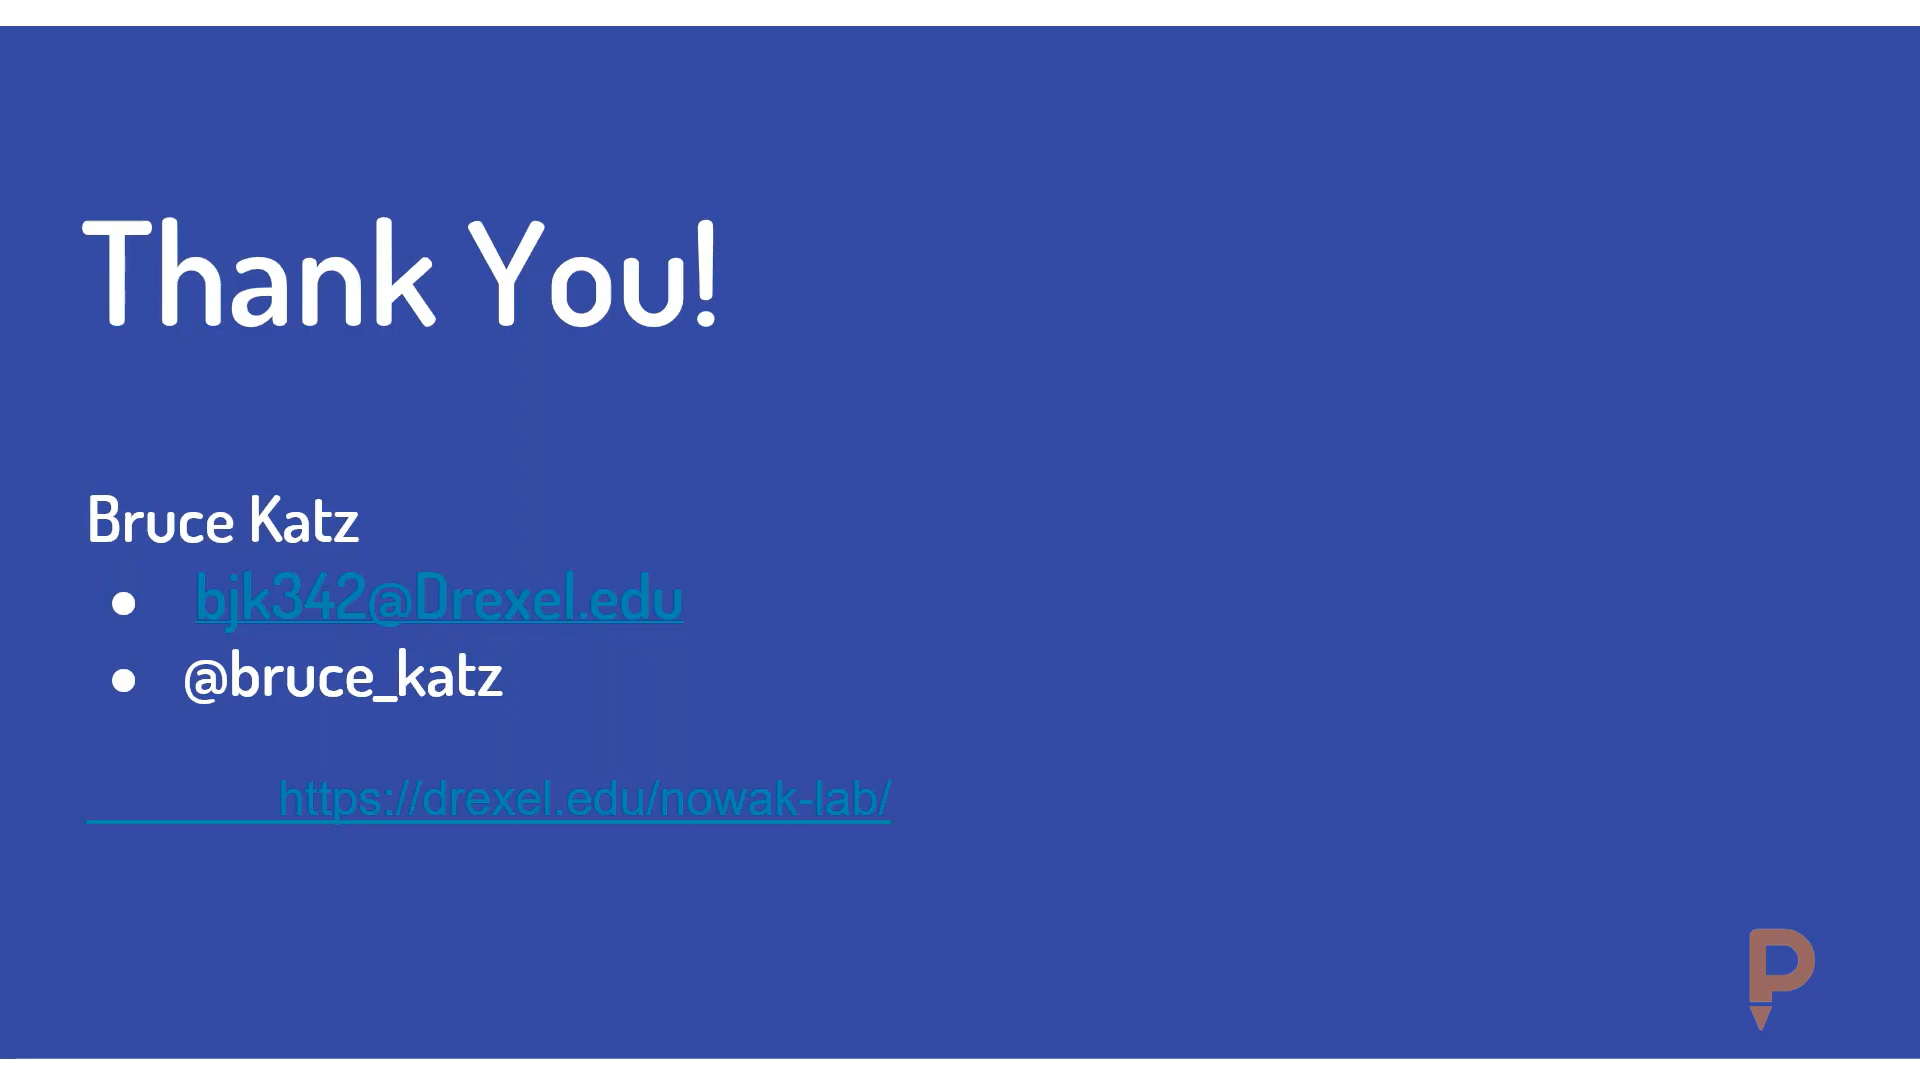 Thank You!
Bruce Katz
● bjk342@Drexel.edu
● @bruce_katz
https://drexel.edu/nowak-lab/
P